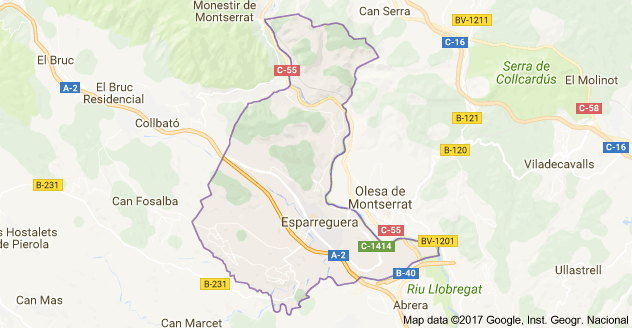 Monestir de
Montserrat
Can Serra
BV-1211
C-16
El Bruc
C-55
Serra de
Collcardús
El Molinot
A-2
El Bruc
Residencial
C-58
Collbató
B-121
C-16
B-120
Viladecavalls
B-231
Olesa de
Montserrat
Can Fosalba
Esparreguera
s Hostalets
de Pierola
C-55
BV-1201
C-1414
A-2
B-40
Ullastrell
B-231
Riu Llobregat
Can Mas
Abrera
Can Marcet
Map data ©2017 Google, Inst. Geogr. Nacional